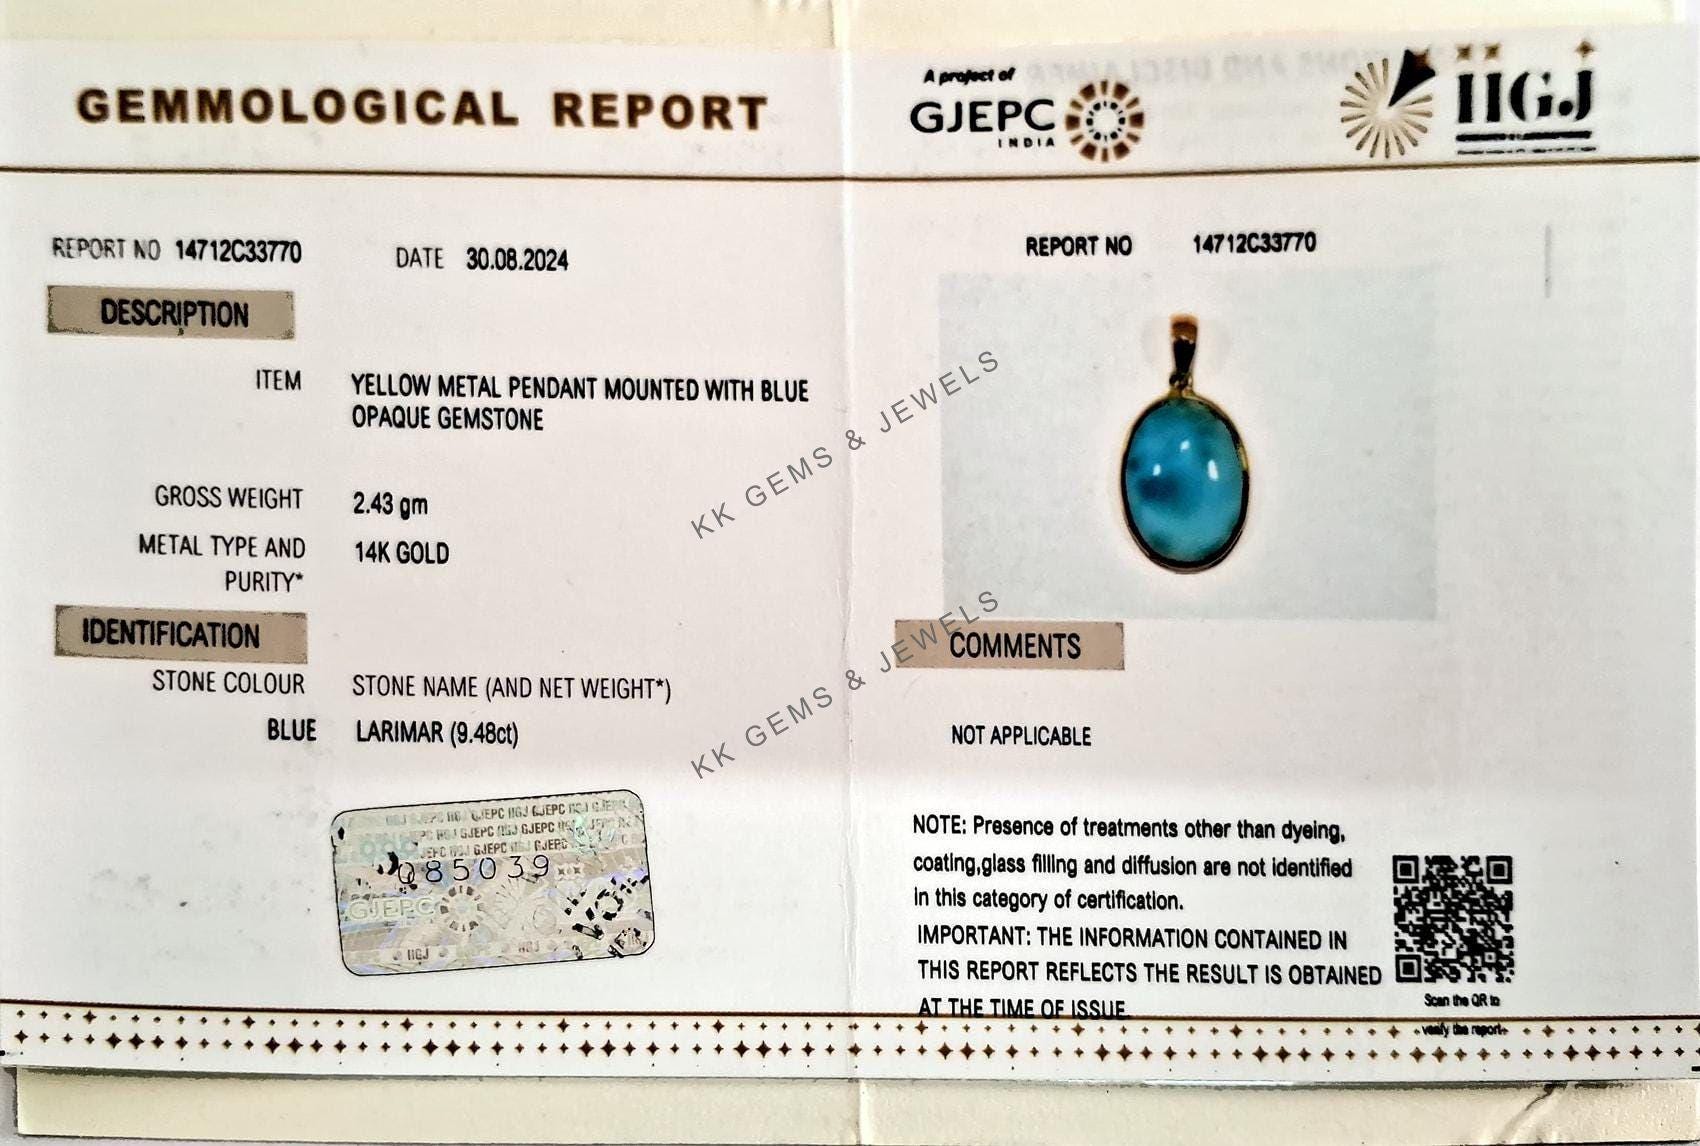 GEMMOLOGICAL REPORT
A project of
GJEPC
INDIA
IIGJ
REPORT NO 14712C33770 DATE 30.08.2024
DESCRIPTION
ITEM YELLOW METAL PENDANT MOUNTED WITH BLUE
OPAQUE GEMSTONE
GROSS WEIGHT 2.43 gm
METAL TYPE AND 14K GOLD
PURITY*
IDENTIFICATION
STONE COLOUR STONE NAME (AND NET WEIGHT*)
BLUE LARIMAR (9.48ct)
085039
GJEPC
IIGJ
REPORT NO 14712C33770
KK GEMS & JEWELS
KK GEMS & JEWELS
COMMENTS
NOT APPLICABLE
NOTE: Presence of treatments other than dyeing,
coating,glass filling and diffusion are not identified
in this category of certification.
IMPORTANT: THE INFORMATION CONTAINED IN
THIS REPORT REFLECTS THE RESULT IS OBTAINED
AT THE TIME OF ISSUE
Scan the QR to
verify the report